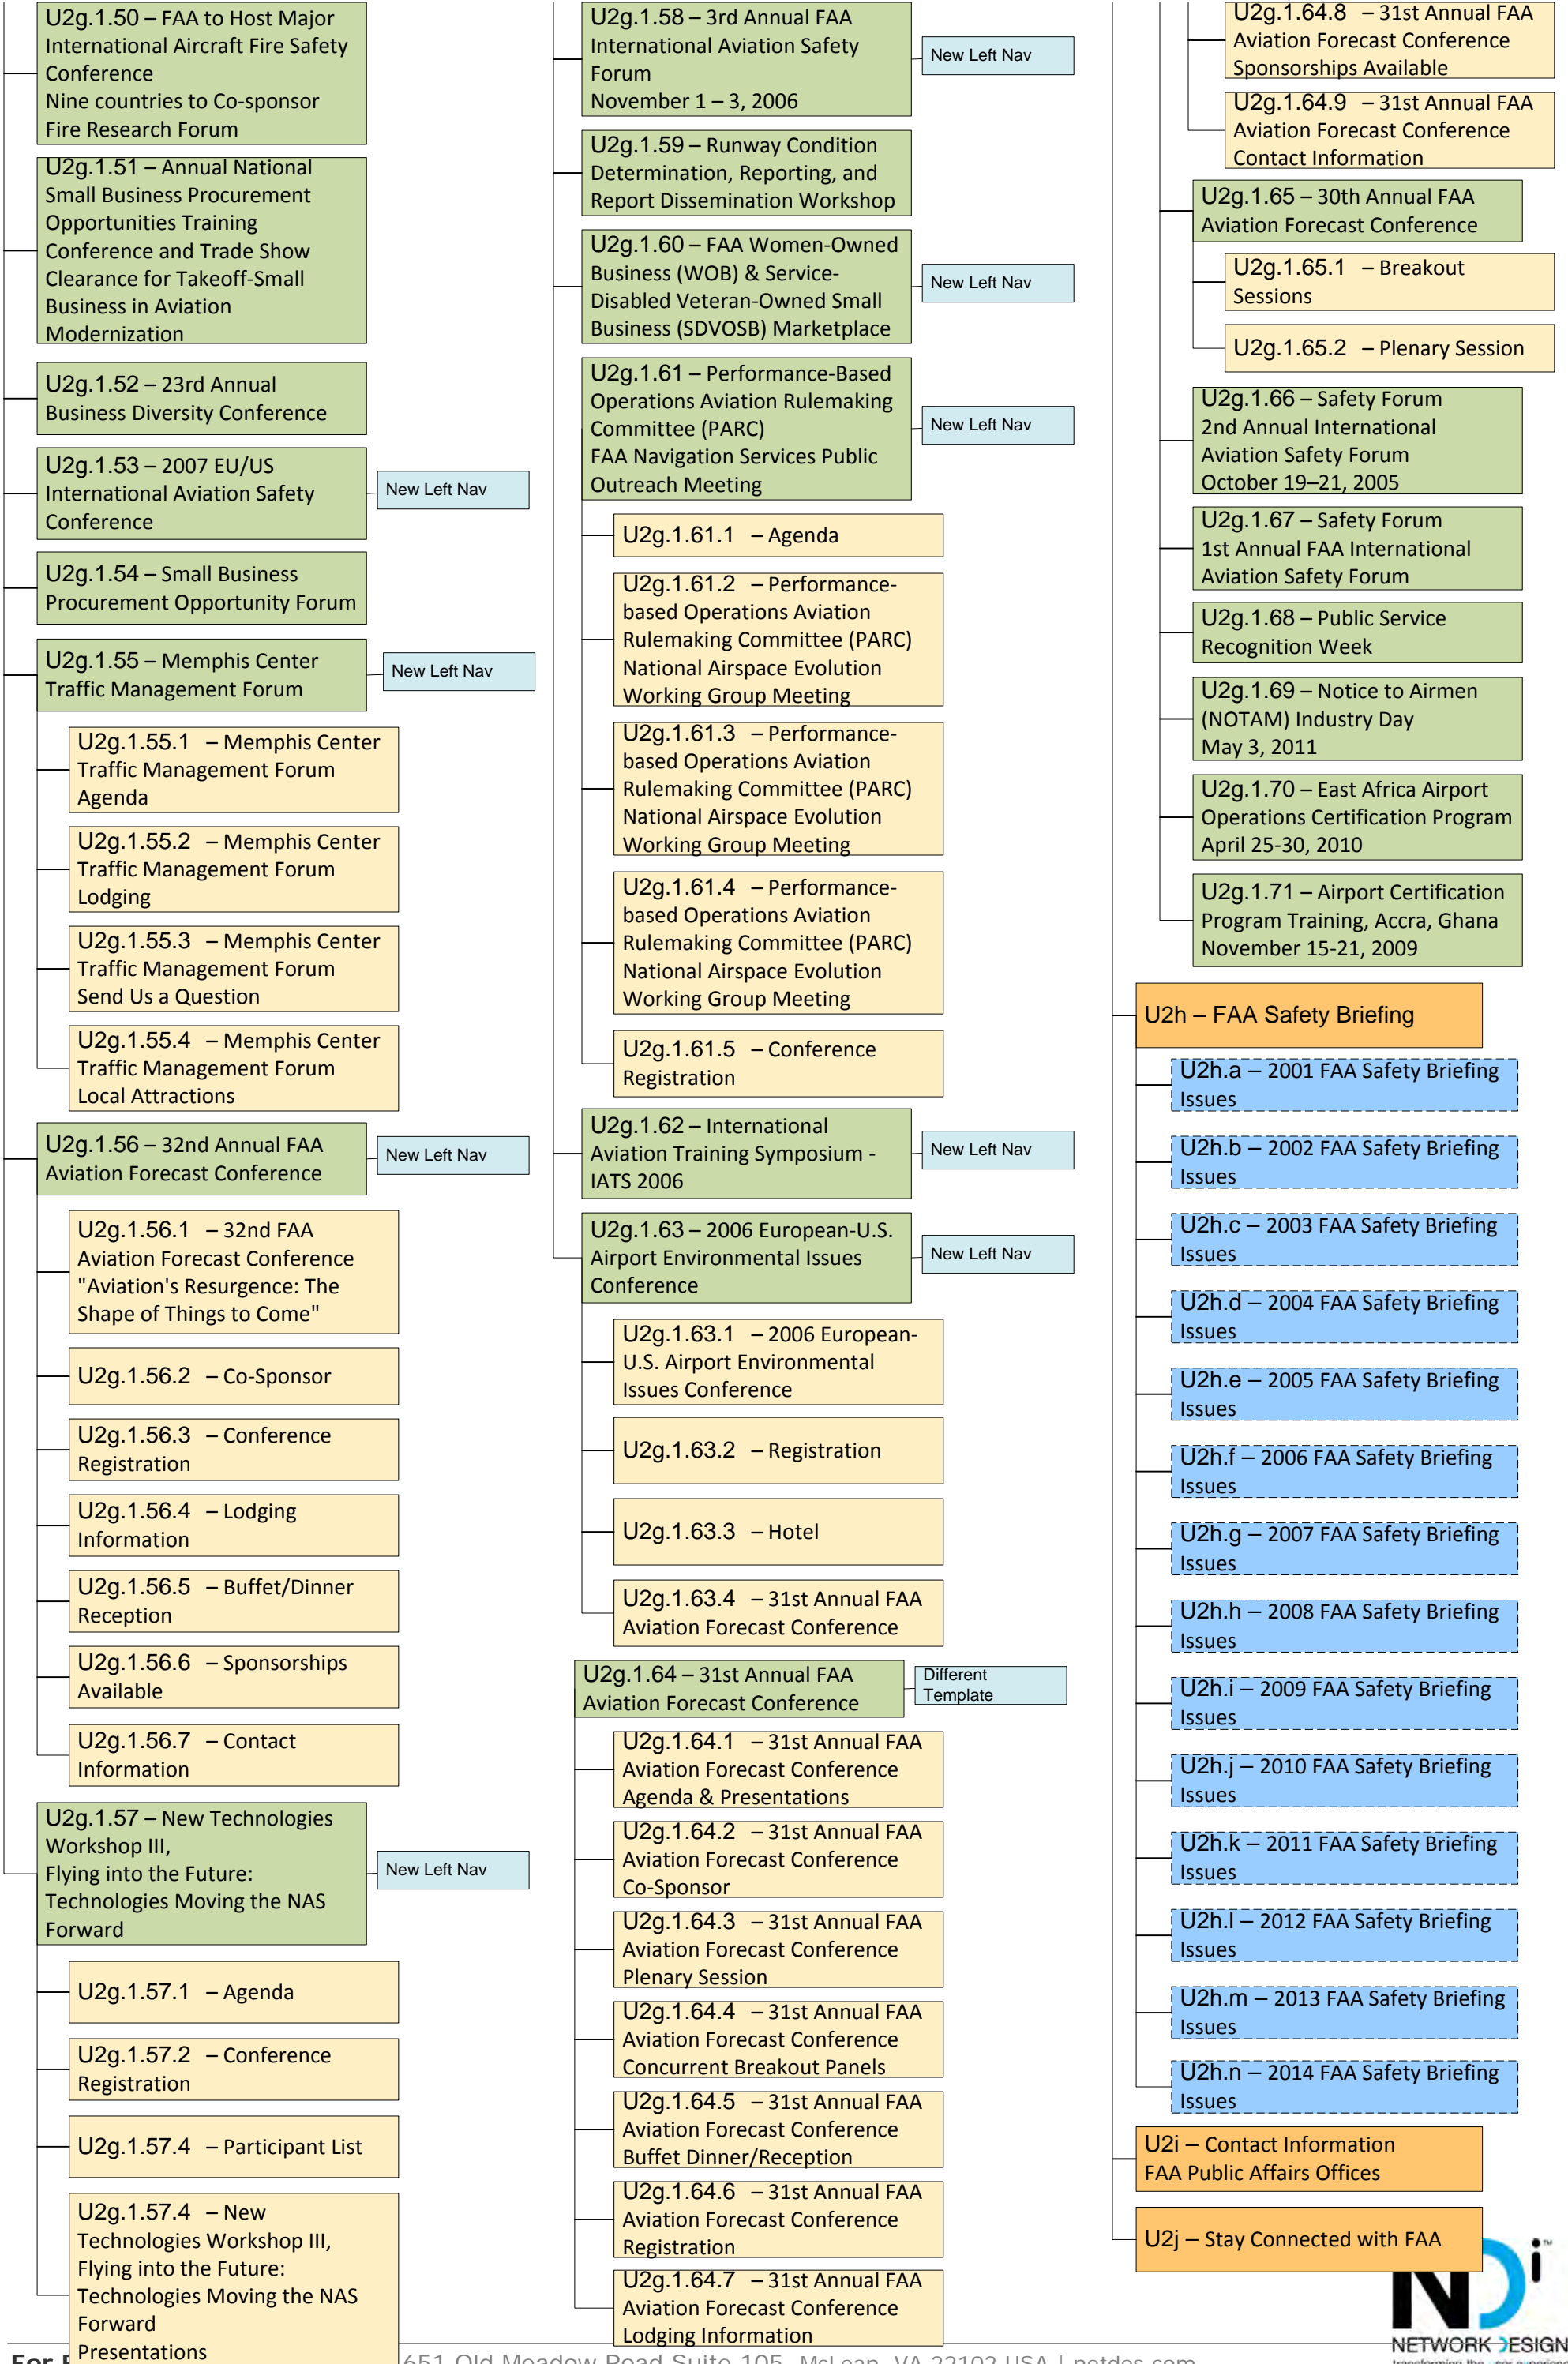 U2g.1.50 – FAA to Host Major
International Aircraft Fire Safety
Conference
Nine countries to Co-sponsor
Fire Research Forum
U2g.1.51 – Annual National
Small Business Procurement
Opportunities Training
Conference and Trade Show
Clearance for Takeoff-Small
Business in Aviation
Modernization
U2g.1.52 – 23rd Annual
Business Diversity Conference
U2g.1.53 – 2007 EU/US
International Aviation Safety
Conference
New Left Nav
U2g.1.54 – Small Business
Procurement Opportunity Forum
U2g.1.55 – Memphis Center
Traffic Management Forum
New Left Nav
U2g.1.55.1 – Memphis Center
Traffic Management Forum
Agenda
U2g.1.55.2 – Memphis Center
Traffic Management Forum
Lodging
U2g.1.55.3 – Memphis Center
Traffic Management Forum
Send Us a Question
U2g.1.55.4 – Memphis Center
Traffic Management Forum
Local Attractions
U2g.1.56 – 32nd Annual FAA
Aviation Forecast Conference
New Left Nav
U2g.1.56.1 – 32nd FAA
Aviation Forecast Conference
"Aviation's Resurgence: The
Shape of Things to Come"
U2g.1.56.2 – Co-Sponsor
U2g.1.56.3 – Conference
Registration
U2g.1.56.4 – Lodging
Information
U2g.1.56.5 – Buffet/Dinner
Reception
U2g.1.56.6 – Sponsorships
Available
U2g.1.56.7 – Contact
Information
U2g.1.57 – New Technologies
Workshop III,
Flying into the Future:
Technologies Moving the NAS
Forward
New Left Nav
U2g.1.57.1 – Agenda
U2g.1.57.2 – Conference
Registration
U2g.1.57.4 – Participant List
U2g.1.57.4 – New
Technologies Workshop III,
Flying into the Future:
Technologies Moving the NAS
Forward
Presentations
U2g.1.58 – 3rd Annual FAA
International Aviation Safety
Forum
November 1 – 3, 2006
New Left Nav
U2g.1.59 – Runway Condition
Determination, Reporting, and
Report Dissemination Workshop
U2g.1.60 – FAA Women-Owned
Business (WOB) & Service-
Disabled Veteran-Owned Small
Business (SDVOSB) Marketplace
New Left Nav
U2g.1.61 – Performance-Based
Operations Aviation Rulemaking
Committee (PARC)
FAA Navigation Services Public
Outreach Meeting
New Left Nav
U2g.1.61.1 – Agenda
U2g.1.61.2 – Performance-
based Operations Aviation
Rulemaking Committee (PARC)
National Airspace Evolution
Working Group Meeting
U2g.1.61.3 – Performance-
based Operations Aviation
Rulemaking Committee (PARC)
National Airspace Evolution
Working Group Meeting
U2g.1.61.4 – Performance-
based Operations Aviation
Rulemaking Committee (PARC)
National Airspace Evolution
Working Group Meeting
U2g.1.61.5 – Conference
Registration
U2g.1.62 – International
Aviation Training Symposium -
IATS 2006
New Left Nav
U2g.1.63 – 2006 European-U.S.
Airport Environmental Issues
Conference
New Left Nav
U2g.1.63.1 – 2006 European-
U.S. Airport Environmental
Issues Conference
U2g.1.63.2 – Registration
U2g.1.63.3 – Hotel
U2g.1.63.4 – 31st Annual FAA
Aviation Forecast Conference
U2g.1.64 – 31st Annual FAA
Aviation Forecast Conference
Different
Template
U2g.1.64.1 – 31st Annual FAA
Aviation Forecast Conference
Agenda & Presentations
U2g.1.64.2 – 31st Annual FAA
Aviation Forecast Conference
Co-Sponsor
U2g.1.64.3 – 31st Annual FAA
Aviation Forecast Conference
Plenary Session
U2g.1.64.4 – 31st Annual FAA
Aviation Forecast Conference
Concurrent Breakout Panels
U2g.1.64.5 – 31st Annual FAA
Aviation Forecast Conference
Buffet Dinner/Reception
U2g.1.64.6 – 31st Annual FAA
Aviation Forecast Conference
Registration
U2g.1.64.7 – 31st Annual FAA
Aviation Forecast Conference
Lodging Information
U2g.1.64.8 – 31st Annual FAA
Aviation Forecast Conference
Sponsorships Available
U2g.1.64.9 – 31st Annual FAA
Aviation Forecast Conference
Contact Information
U2g.1.65 – 30th Annual FAA
Aviation Forecast Conference
U2g.1.65.1 – Breakout
Sessions
U2g.1.65.2 – Plenary Session
U2g.1.66 – Safety Forum
2nd Annual International
Aviation Safety Forum
October 19–21, 2005
U2g.1.67 – Safety Forum
1st Annual FAA International
Aviation Safety Forum
U2g.1.68 – Public Service
Recognition Week
U2g.1.69 – Notice to Airmen
(NOTAM) Industry Day
May 3, 2011
U2g.1.70 – East Africa Airport
Operations Certification Program
April 25-30, 2010
U2g.1.71 – Airport Certification
Program Training, Accra, Ghana
November 15-21, 2009
U2h – FAA Safety Briefing
U2h.a – 2001 FAA Safety Briefing
Issues
U2h.b – 2002 FAA Safety Briefing
Issues
U2h.c – 2003 FAA Safety Briefing
Issues
U2h.d – 2004 FAA Safety Briefing
Issues
U2h.e – 2005 FAA Safety Briefing
Issues
U2h.f – 2006 FAA Safety Briefing
Issues
U2h.g – 2007 FAA Safety Briefing
Issues
U2h.h – 2008 FAA Safety Briefing
Issues
U2h.i – 2009 FAA Safety Briefing
Issues
U2h.j – 2010 FAA Safety Briefing
Issues
U2h.k – 2011 FAA Safety Briefing
Issues
U2h.l – 2012 FAA Safety Briefing
Issues
U2h.m – 2013 FAA Safety Briefing
Issues
U2h.n – 2014 FAA Safety Briefing
Issues
U2i – Contact Information
FAA Public Affairs Offices
U2j – Stay Connected with FAA
NDi ™
NETWORK DESIGN
For 651 Old Meadow Road Suite 105, McLean, VA 22102 USA | netdes.com